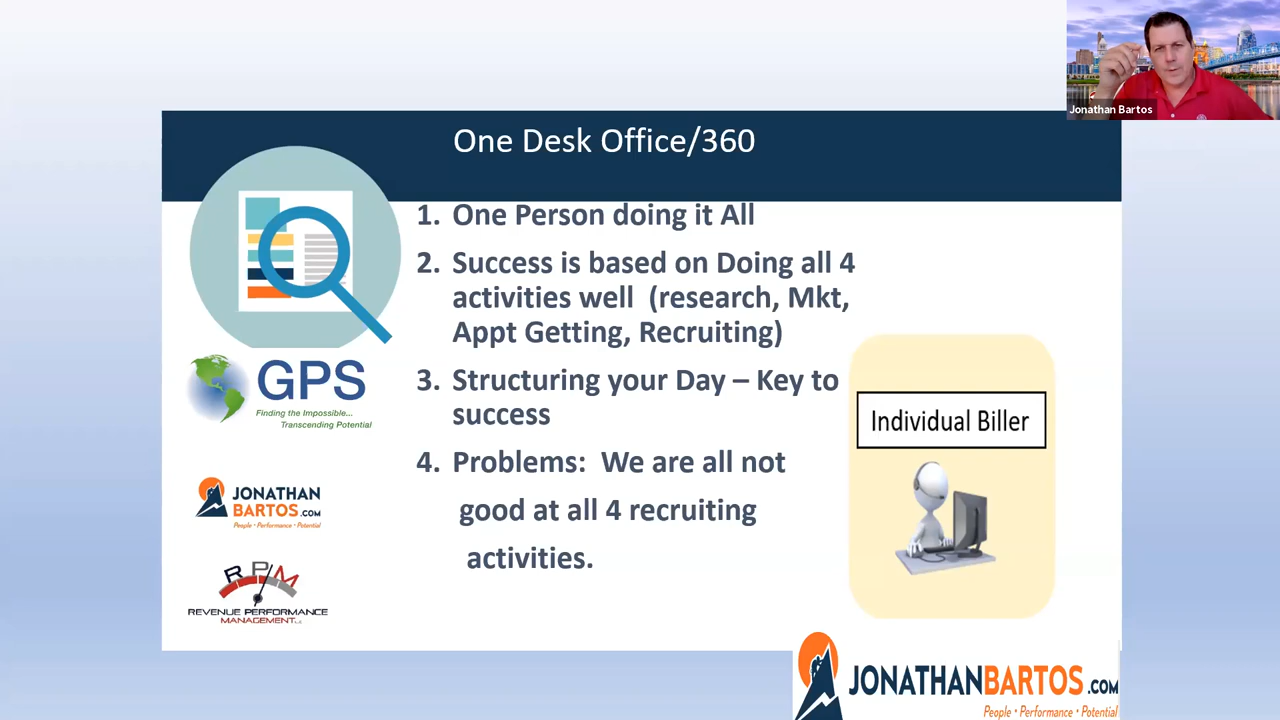 Jonathan Bartos
One Desk Office/360
1. One Person doing it All
2. Success is based on Doing all 4
activities well (research, Mkt,
Appt Getting, Recruiting)
3. Structuring your Day – Key to
success
4. Problems: We are all not
good at all 4 recruiting
activities.
GPS
Finding the Impossible...
Transcending Potential
JONATHAN
BARTOS.COM
People • Performance • Potential
RPM
REVENUE PERFORMANCE
MANAGEMENT
Individual Biller
JONATHANBARTOS.COM
People • Performance • Potential